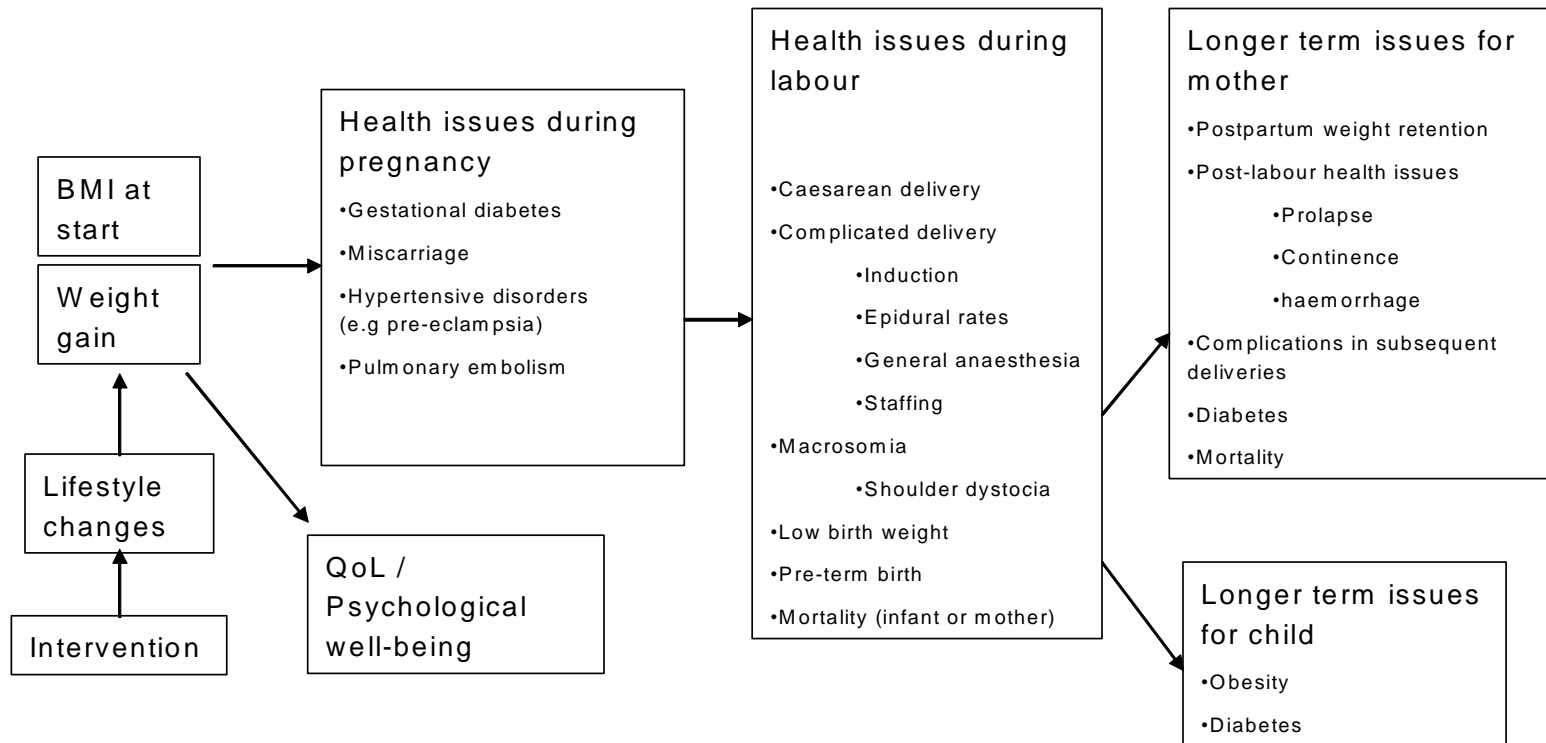 BMI at
start
Weight
gain
Lifestyle
changes
Intervention
Health issues during
pregnancy
•Gestational diabetes
•Miscarriage
•Hypertensive disorders
(e.g pre-eclampsia)
•Pulmonary embolism
QoL /
Psychological
well-being
Health issues during
labour
•Caesarean delivery
•Complicated delivery
•Induction
•Epidural rates
•General anaesthesia
•Staffing
•Macrosomia
•Shoulder dystocia
•Low birth weight
•Pre-term birth
•Mortality (infant or mother)
Longer term issues for
mother
•Postpartum weight retention
•Post-labour health issues
•Prolapse
•Continence
•haemorrhage
•Complications in subsequent
deliveries
•Diabetes
•Mortality
Longer term issues
for child
•Obesity
•Diabetes